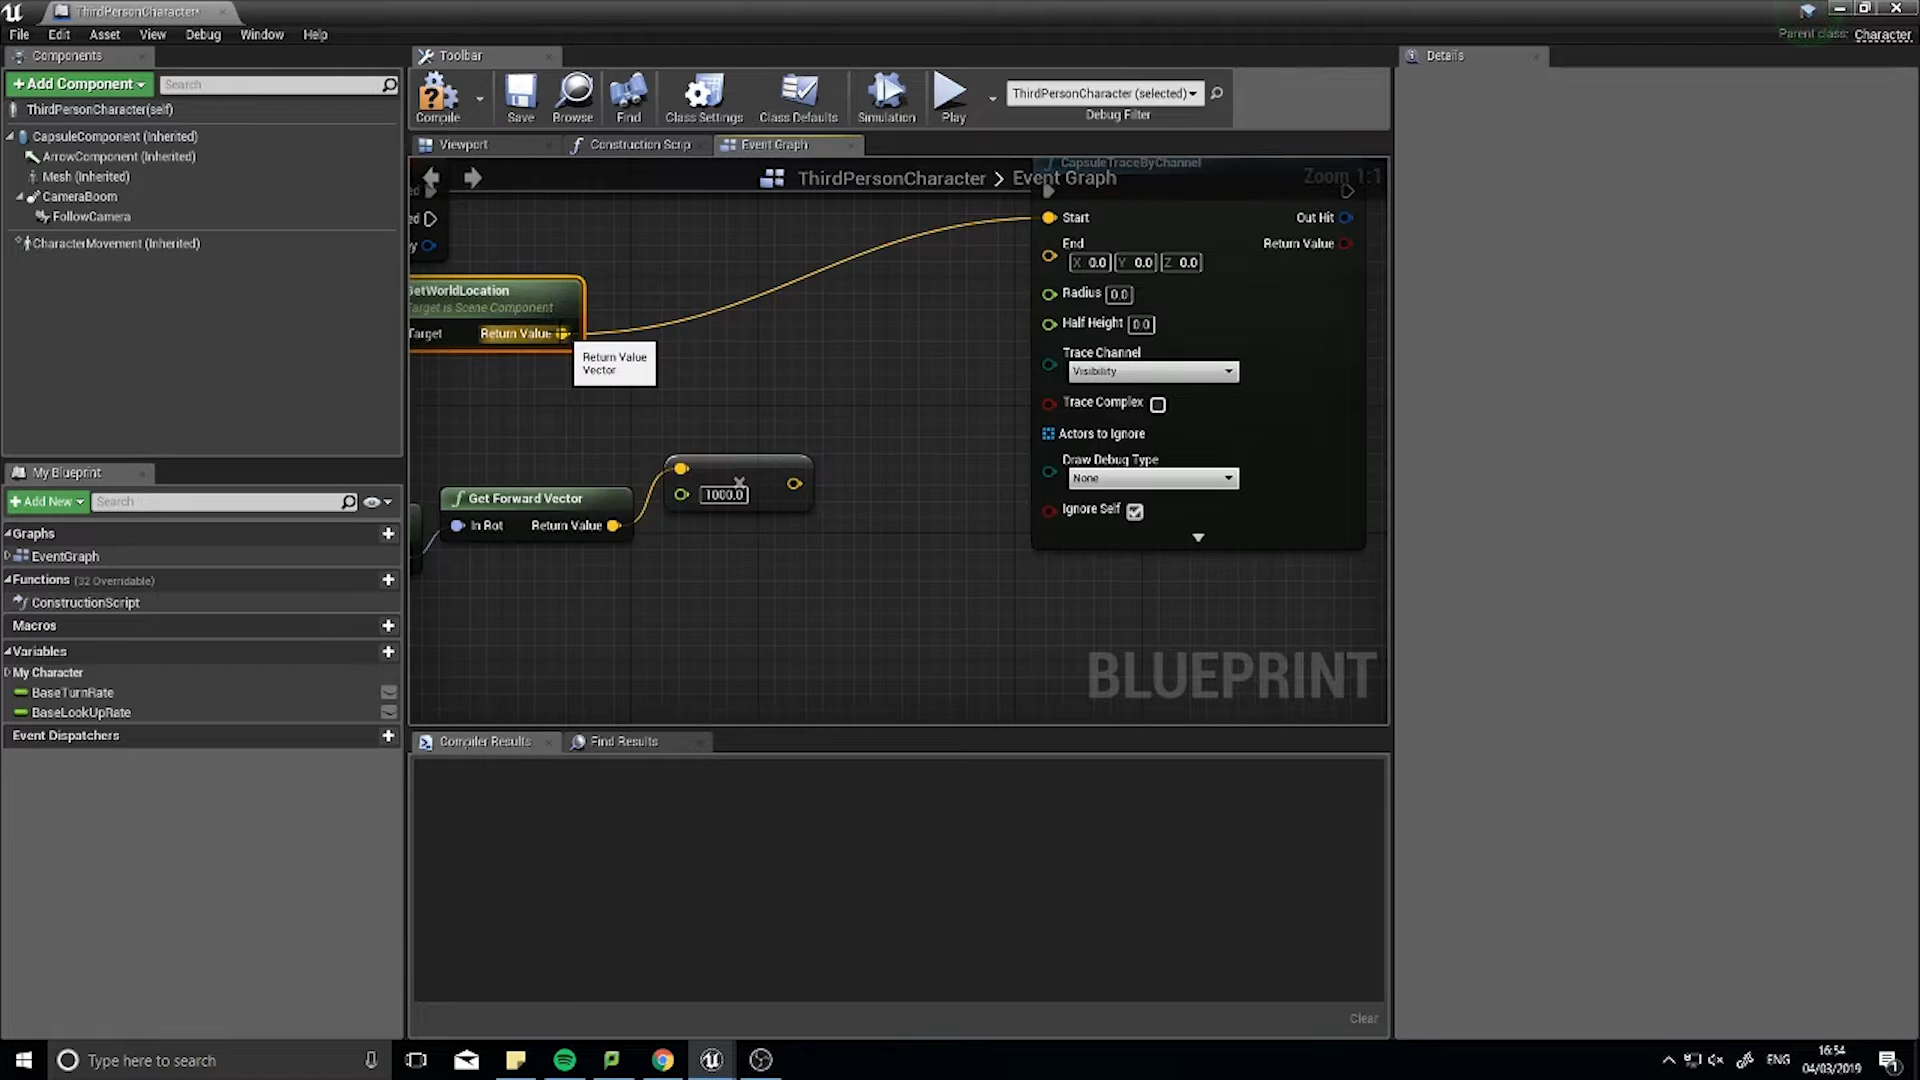 ThirdPersonCharacter*
File Edit Asset View Debug Window Help
Parent class: Character
Components
Toolbar
Details
+Add Component
Search
ThirdPersonCharacter(self)
CapsuleComponent (Inherited)
ArrowComponent (Inherited)
Mesh (Inherited)
CameraBoom
FollowCamera
CharacterMovement (Inherited)
Compile
Save
Browse
Find
Class Settings
Class Defaults
Simulation
Play
ThirdPersonCharacter (selected)
Debug Filter
Viewport
Construction Scrip
Event Graph
ThirdPersonCharacter > Event Graph
Zoom 1:1
CapsuleTraceByChannel
Start
Out Hit
End
X 0.0 Y 0.0 Z 0.0
Return Value
Radius 0.0
Half Height 0.0
Trace Channel
Visibility
Trace Complex
Actors to Ignore
Draw Debug Type
None
Ignore Self
ed
ed
y
GetWorldLocation
Target is Scene Component
Target
Return Value
Return Value
Vector
Get Forward Vector
In Rot
Return Value
1000.0
BLUEPRINT
My Blueprint
+Add New
Search
Graphs
EventGraph
Functions (32 Overridable)
ConstructionScript
Macros
Variables
My Character
BaseTurnRate
BaseLookUpRate
Event Dispatchers
Compiler Results
Find Results
Clear
Type here to search
ENG
16:54
04/03/2019
1